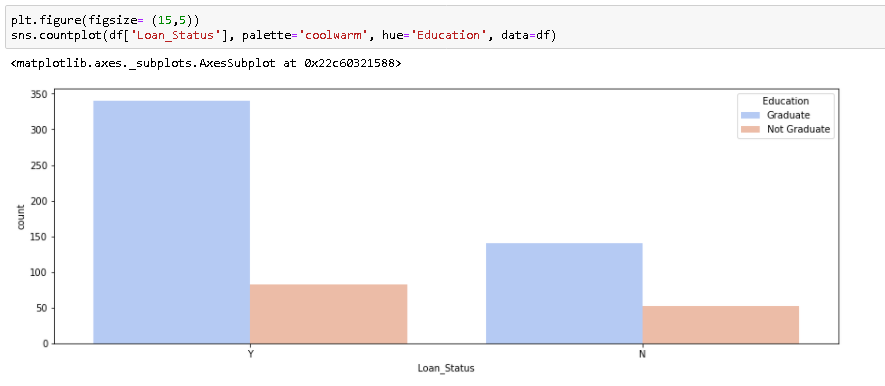 plt.figure(figsize= (15,5))
sns.countplot(df['Loan_Status'], palette='coolwarm', hue='Education', data=df)
<matplotlib.axes._subplots.AxesSubplot at 0x22c60321588>
350
300
250
200
150
100
50
0
count
Education
Graduate
Not Graduate
Y
N
Loan_Status